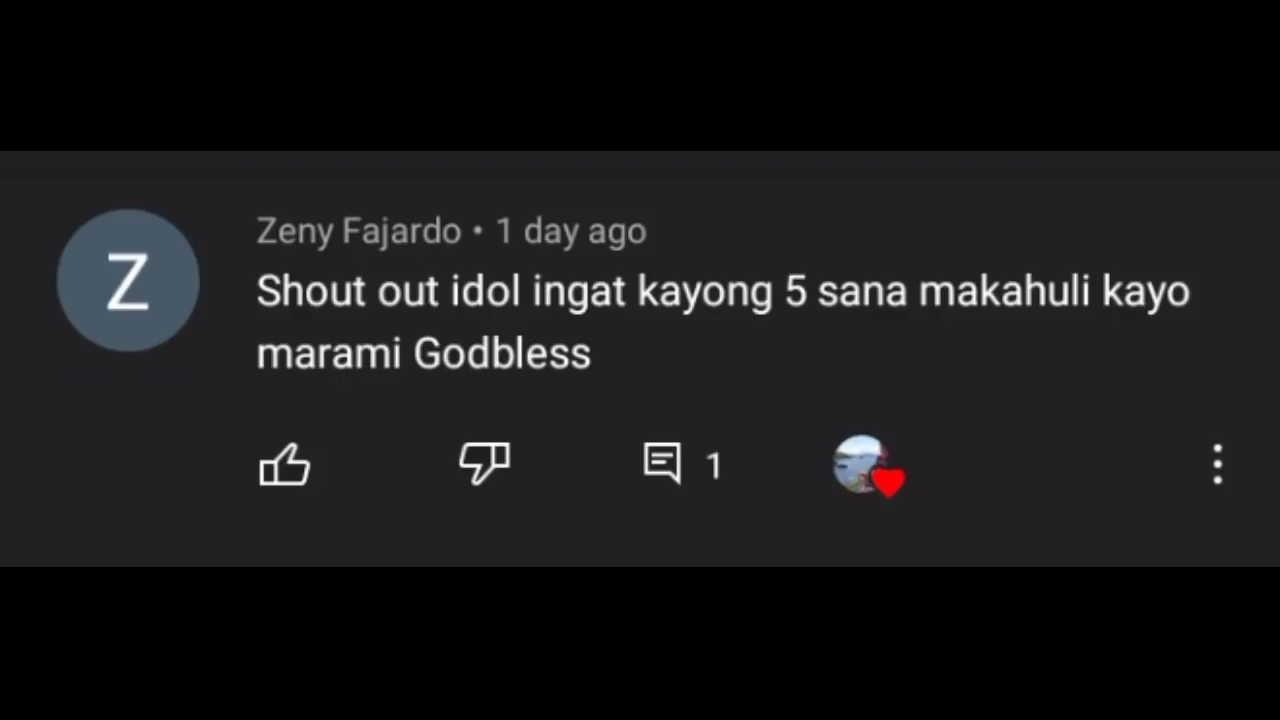 Z
Zeny Fajardo • 1 day ago
Shout out idol ingat kayong 5 sana makahuli kayo
marami Godbless
1